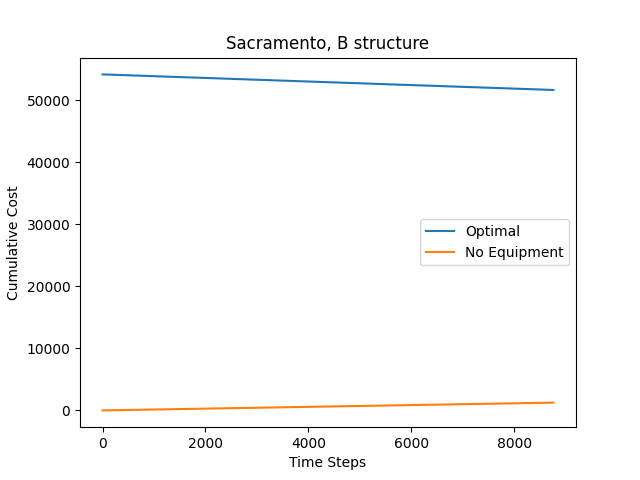 Sacramento, B structure
Cumulative Cost
50000
40000
30000
20000
10000
0
Optimal
No Equipment
0 2000 4000 6000 8000
Time Steps